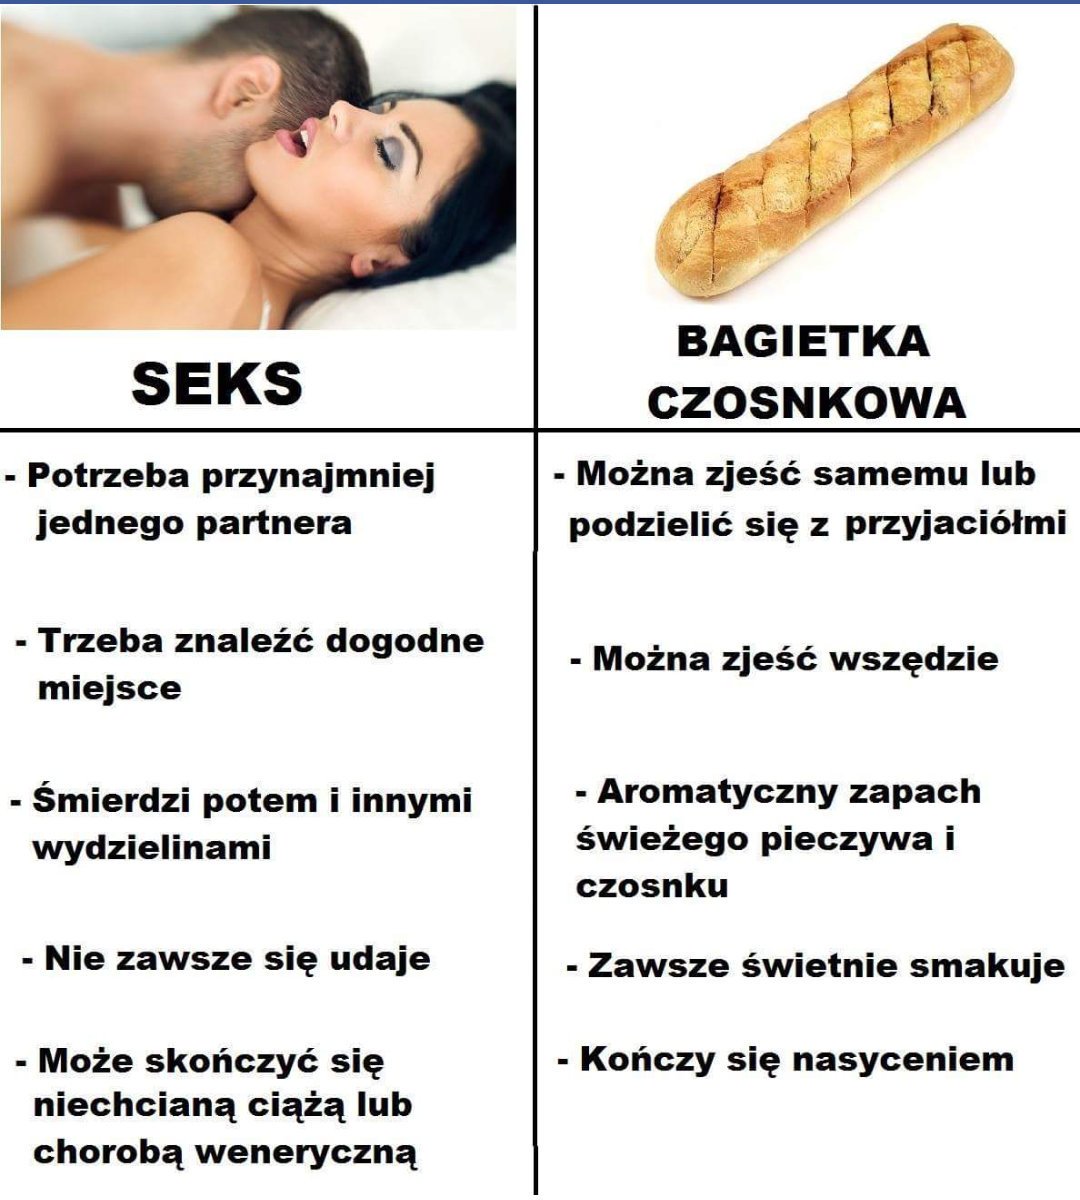 SEKS
- Potrzeba przynajmniej
jednego partnera
- Trzeba znaleźć dogodne
miejsce
- Śmierdzi potem i innymi
wydzielinami
- Nie zawsze się udaje
- Może skończyć się
niechcianą ciążą lub
chorobą weneryczną
BAGIETKA
CZOSNKOWA
- Można zjeść samemu lub
podzielić się z przyjaciółmi
- Można zjeść wszędzie
- Aromatyczny zapach
świeżego pieczywa i
czosnku
- Zawsze świetnie smakuje
- Kończy się nasyceniem